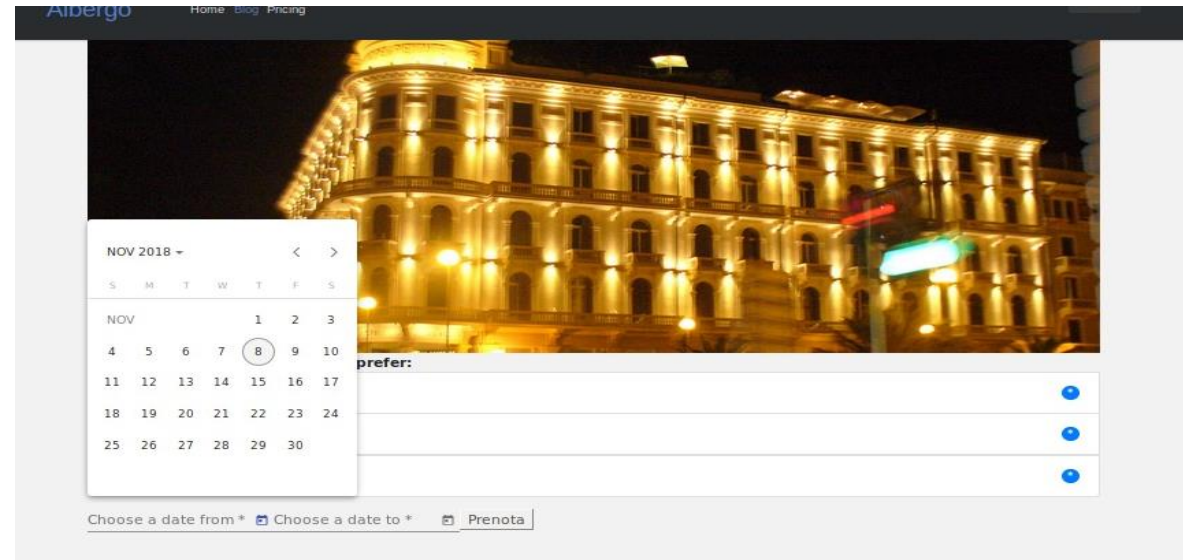 Albergo Home Blog Pricing
NOV 2018
S M T W T F S
NOV 1 2 3
4 5 6 7 8 9 10
11 12 13 14 15 16 17
18 19 20 21 22 23 24
25 26 27 28 29 30
prefer:
Choose a date from * Choose a date to * Prenota